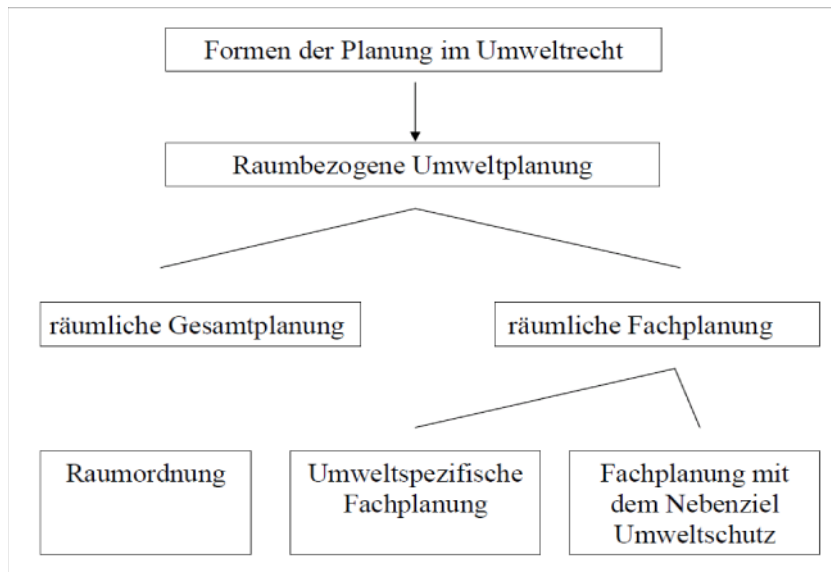 Formen der Planung im Umweltrecht
Raumbezogene Umweltplanung
räumliche Gesamtplanung
räumliche Fachplanung
Raumordnung
Umweltspezifische
Fachplanung
Fachplanung mit
dem Nebenziel
Umweltschutz